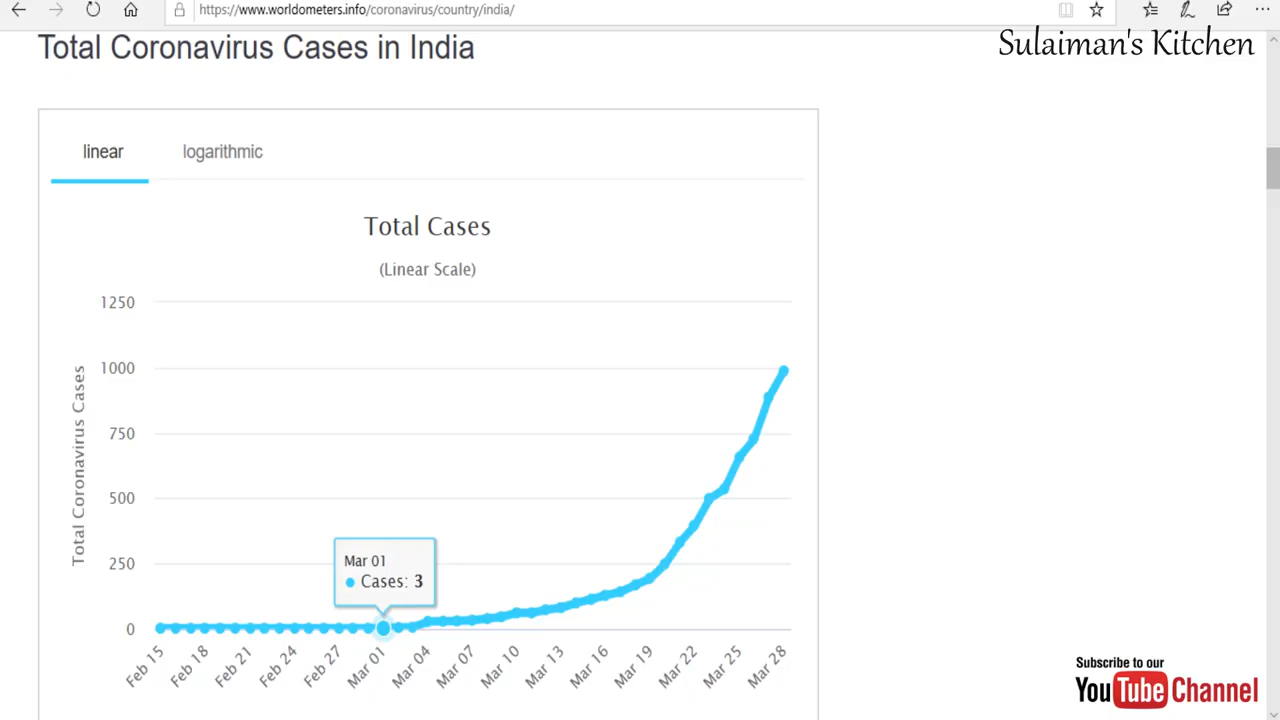 https://www.worldometers.info/coronavirus/country/india/
Total Coronavirus Cases in India
Sulaiman's Kitchen
linear
logarithmic
Total Cases
(Linear Scale)
1250
1000
750
500
250
0
Total Coronavirus Cases
Mar 01
Cases: 3
Feb 15
Feb 18
Feb 21
Feb 24
Feb 27
Mar 01
Mar 04
Mar 07
Mar 10
Mar 13
Mar 16
Mar 19
Mar 22
Mar 25
Mar 28
Subscribe to our
YouTube Channel